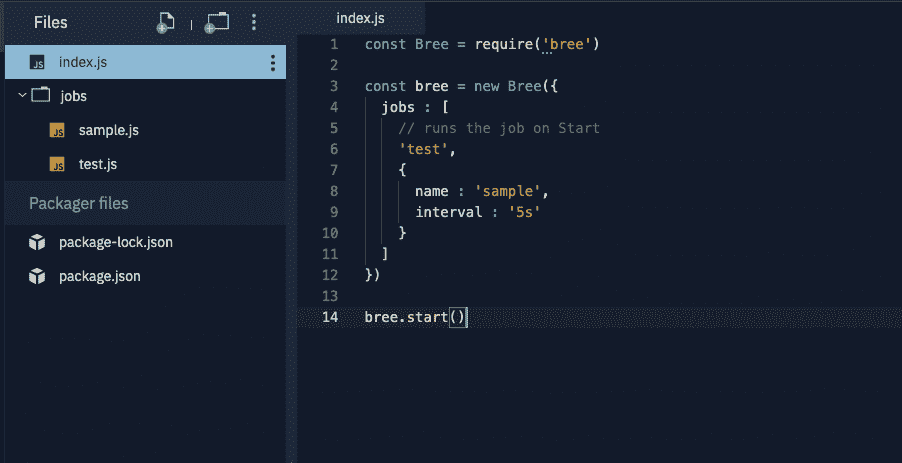 Files
index.js
jobs
JS sample.js
JS test.js
Packager files
package-lock.json
package.json
index.js
1 const Bree = require('bree')
2
3 const bree = new Bree({
4 jobs : [
5 // runs the job on Start
6 'test',
7 {
8 name : 'sample',
9 interval : '5s'
10 }
11 ]
12 })
13
14 bree.start()